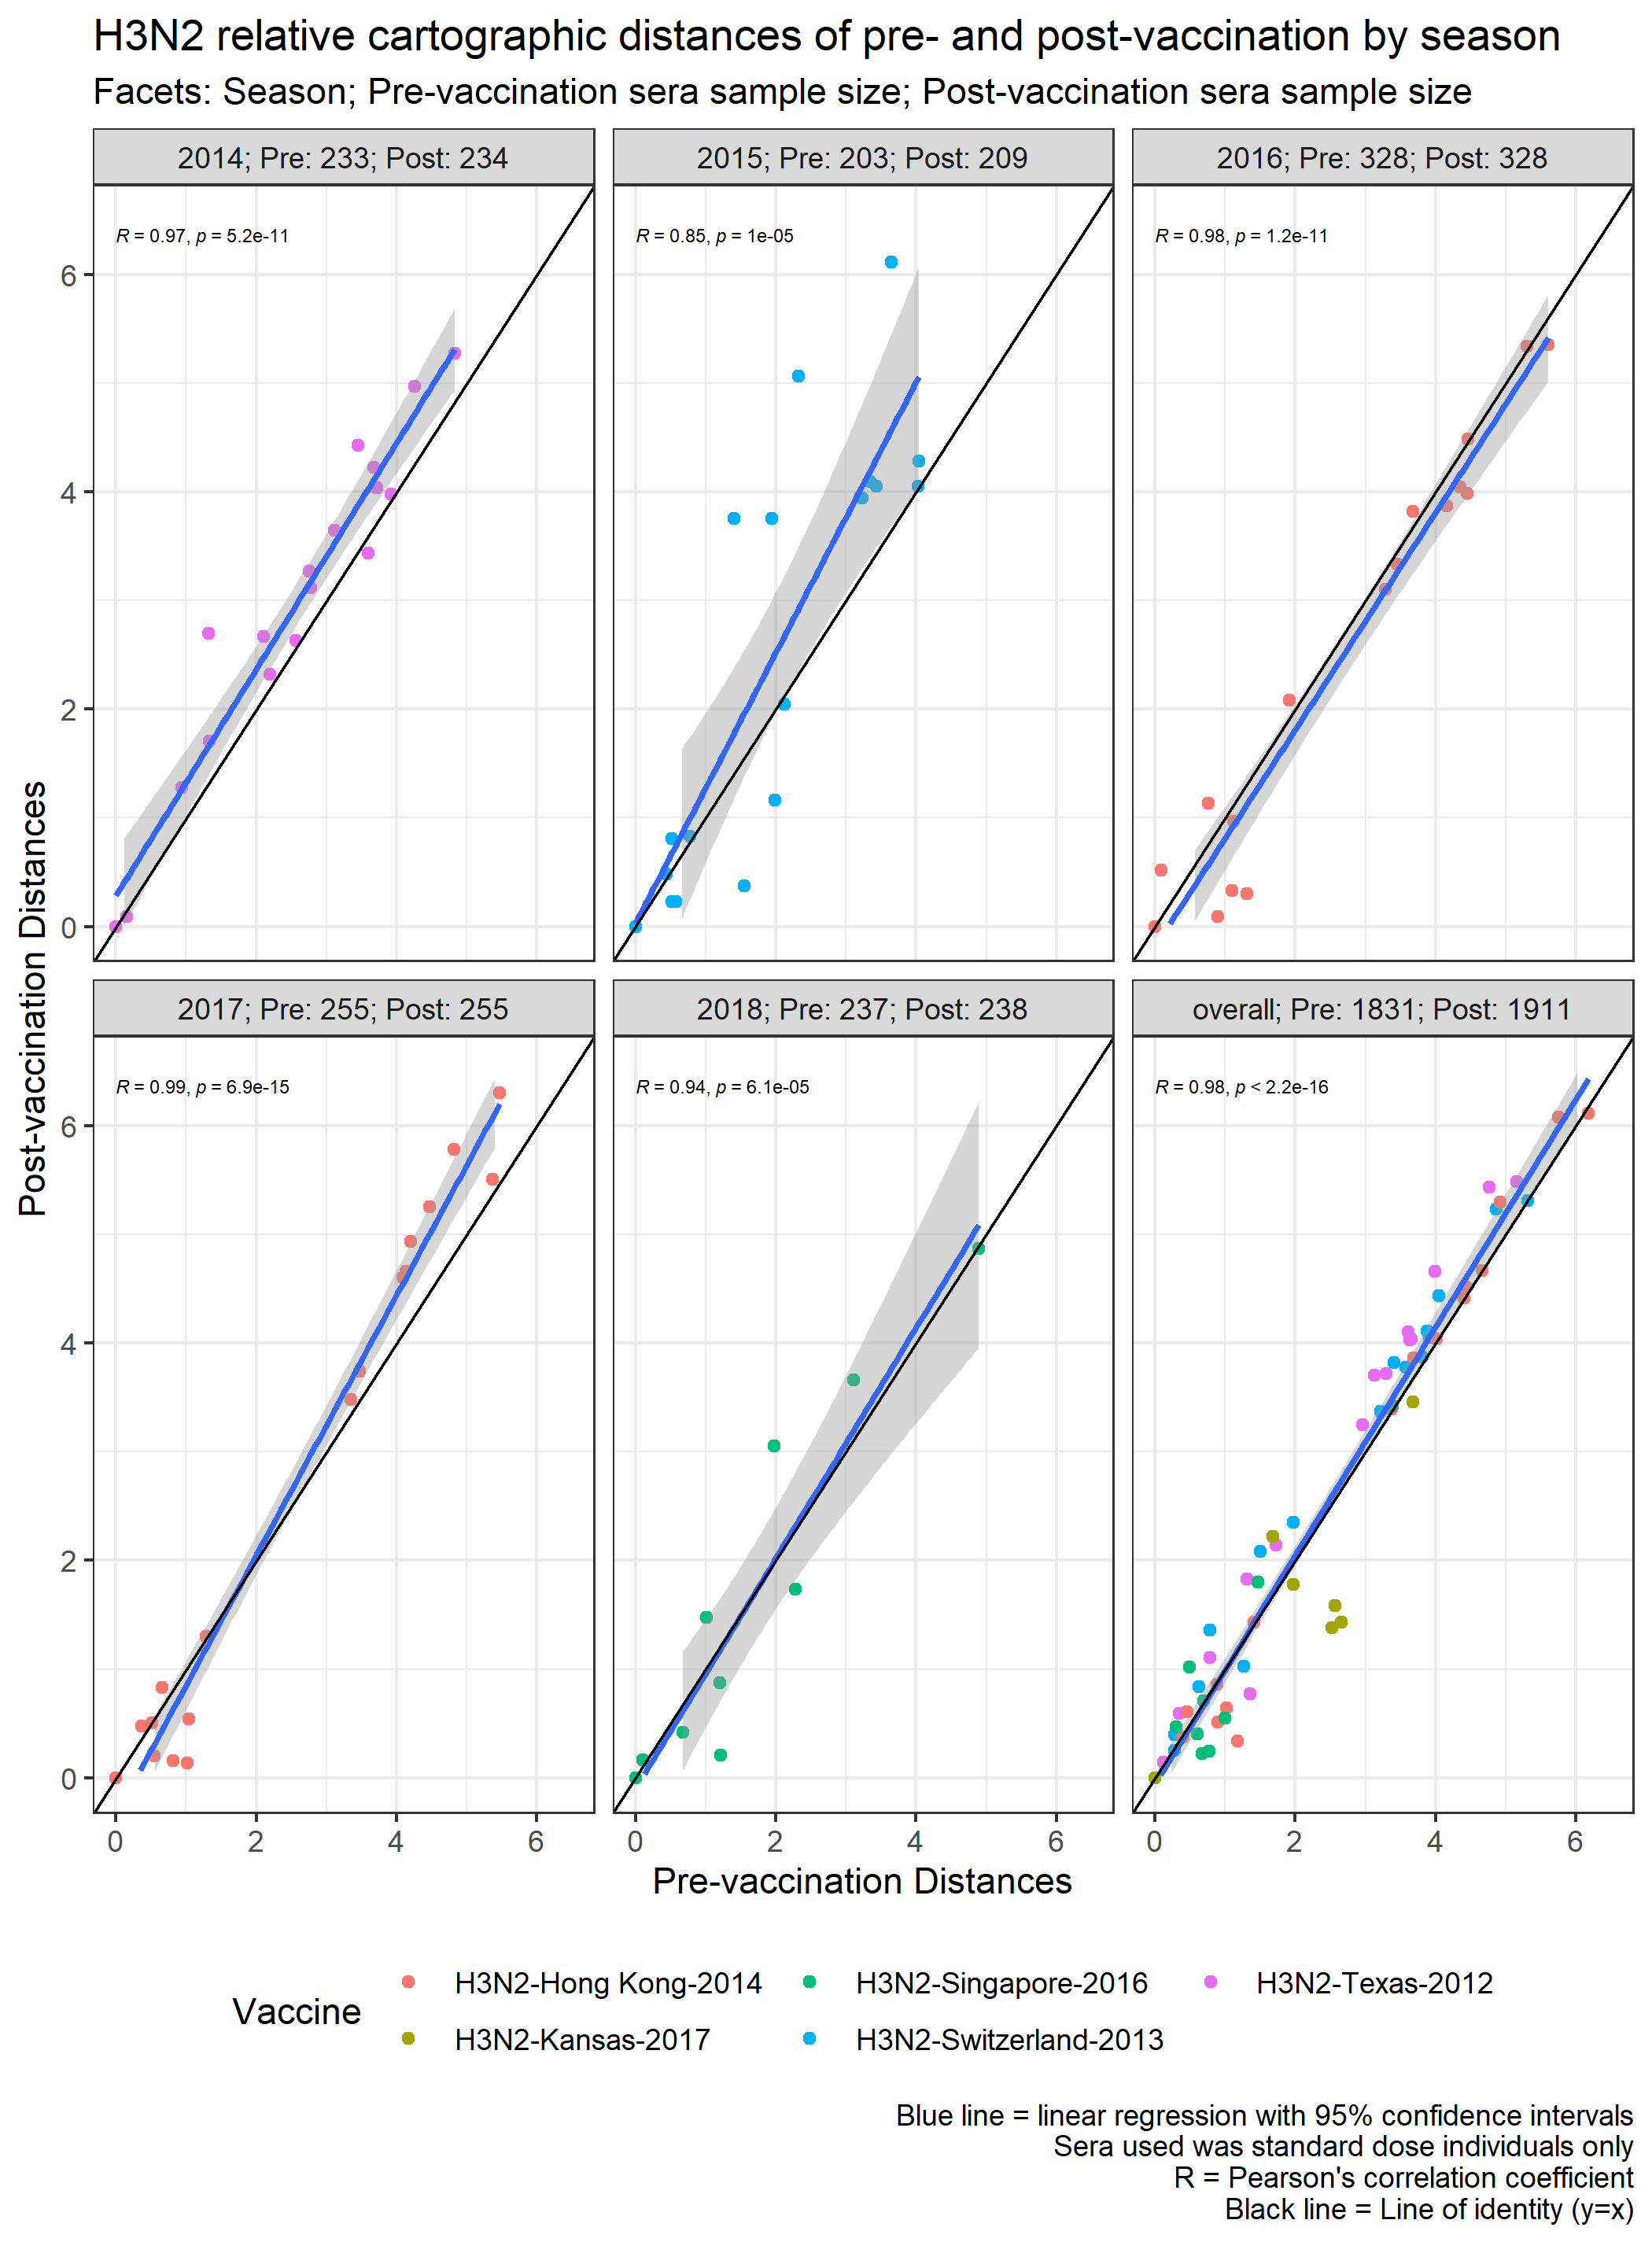 H3N2 relative cartographic distances of pre- and post-vaccination by season
Facets: Season; Pre-vaccination sera sample size; Post-vaccination sera sample size
2014; Pre: 233; Post: 234
2015; Pre: 203; Post: 209
2016; Pre: 328; Post: 328
R = 0.97, p = 5.2e-11
R = 0.85, p = 1e-05
R = 0.98, p = 1.2e-11
6
4
2
0
Post-vaccination Distances
2017; Pre: 255; Post: 255
2018; Pre: 237; Post: 238
overall; Pre: 1831; Post: 1911
R = 0.99, p = 6.9e-15
R = 0.94, p = 6.1e-05
R = 0.98, p < 2.2e-16
6
4
2
0
0 2 4 6
0 2 4 6
0 2 4 6
Pre-vaccination Distances
Vaccine
H3N2-Hong Kong-2014
H3N2-Singapore-2016
H3N2-Texas-2012
H3N2-Kansas-2017
H3N2-Switzerland-2013
Blue line = linear regression with 95% confidence intervals
Sera used was standard dose individuals only
R = Pearson's correlation coefficient
Black line = Line of identity (y=x)